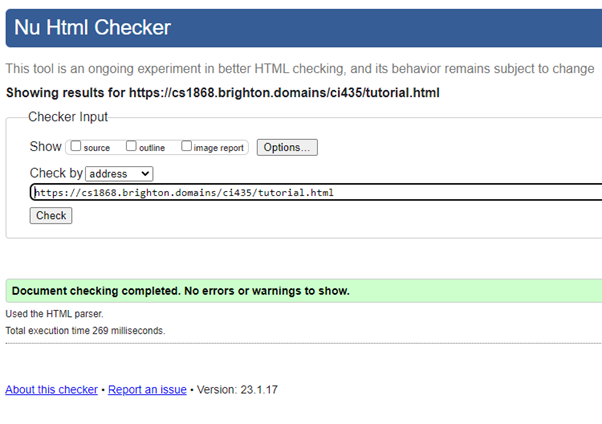 Nu Html Checker
This tool is an ongoing experiment in better HTML checking, and its behavior remains subject to change
Showing results for https://cs1868.brighton.domains/ci435/tutorial.html
Checker Input
Show source outline image report Options...
Check by address
https://cs1868.brighton.domains/ci435/tutorial.html
Check
Document checking completed. No errors or warnings to show.
Used the HTML parser.
Total execution time 269 milliseconds.
About this checker • Report an issue • Version: 23.1.17